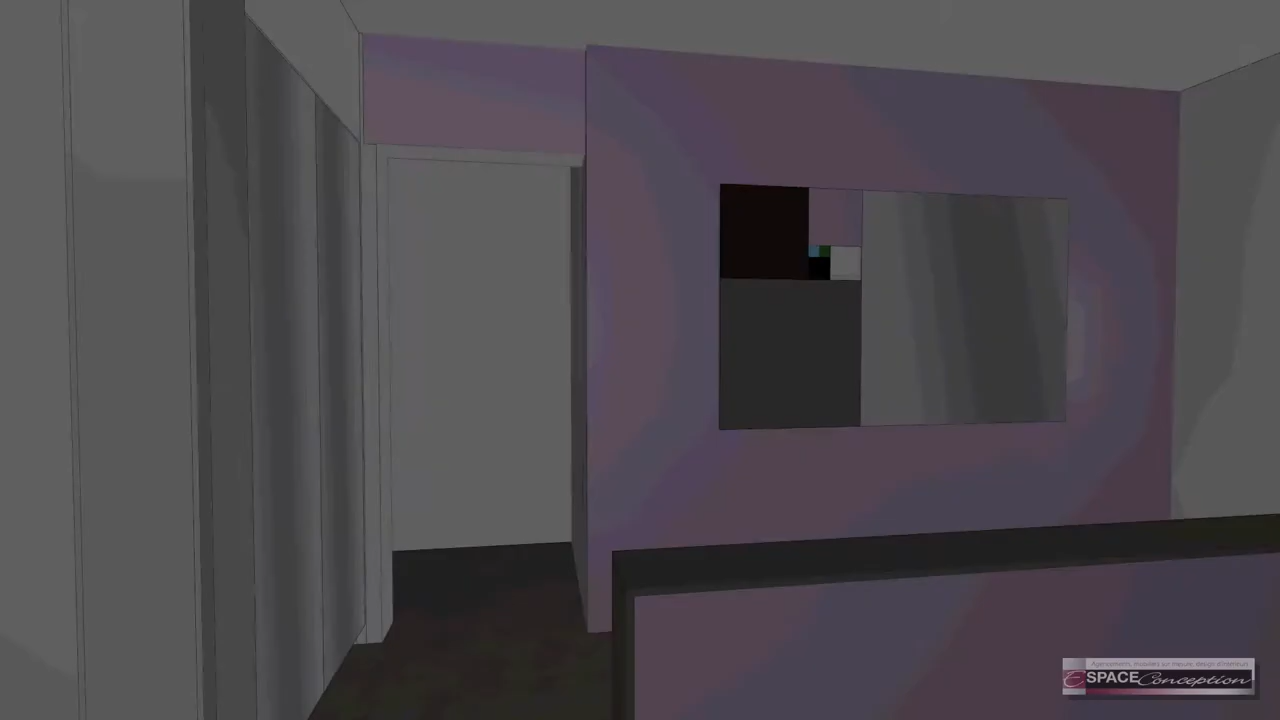 Agencements, mobiliers sur mesure, design d'intérieurs
ESPACE Conception